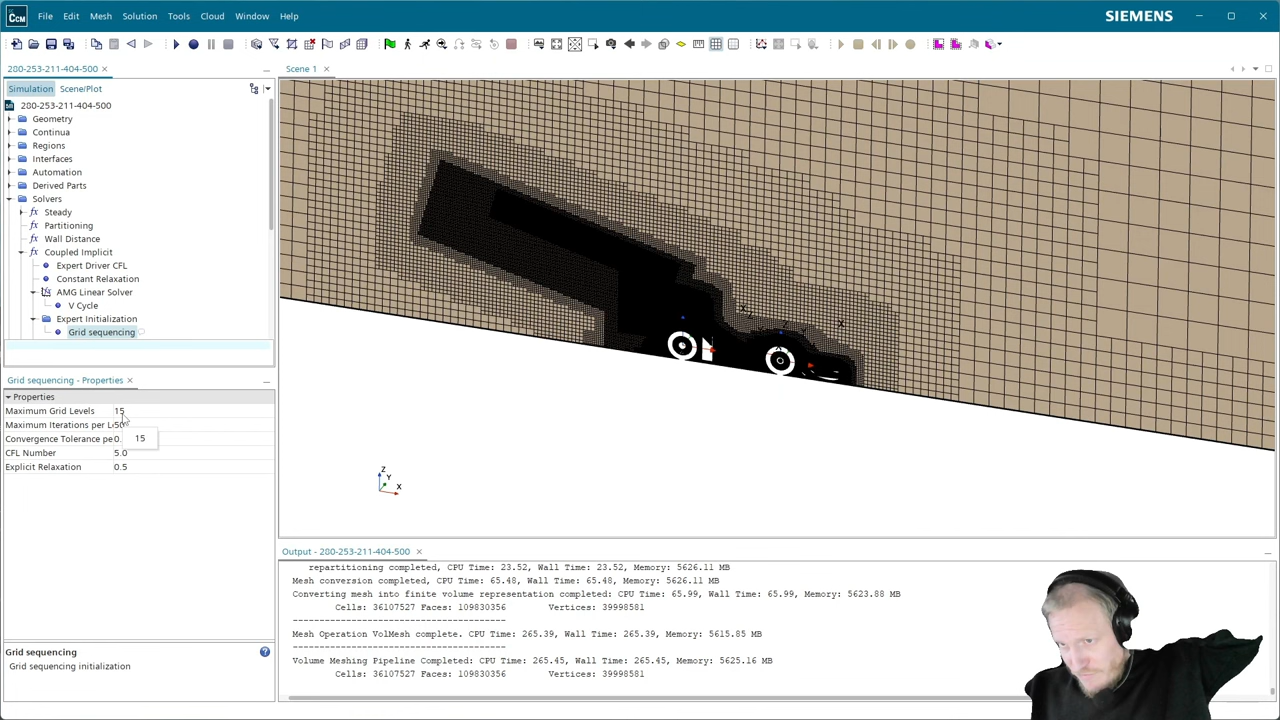 CCM File Edit Mesh Solution Tools Cloud Window Help SIEMENS
280-253-211-404-500 Scene 1
Simulation Scene/Plot
280-253-211-404-500
Geometry
Continua
Regions
Interfaces
Automation
Derived Parts
Solvers
Steady
Partitioning
Wall Distance
Coupled Implicit
Expert Driver CFL
Constant Relaxation
AMG Linear Solver
V Cycle
Expert Initialization
Grid sequencing
Grid sequencing - Properties
Properties
Maximum Grid Levels 15
Maximum Iterations per L 50
Convergence Tolerance pe 0. 15
CFL Number 5.0
Explicit Relaxation 0.5
Grid sequencing
Grid sequencing initialization
Z
Y
X
Output - 280-253-211-404-500
repartitioning completed, CPU Time: 23.52, Wall Time: 23.52, Memory: 5626.11 MB
Mesh conversion completed, CPU Time: 65.48, Wall Time: 65.48, Memory: 5626.11 MB
Converting mesh into finite volume representation completed: CPU Time: 65.99, Wall Time: 65.99, Memory: 5623.88 MB
Cells: 36107527 Faces: 109830356 Vertices: 39998581
---------------------------------------
Mesh Operation VolMesh complete. CPU Time: 265.39, Wall Time: 265.39, Memory: 5615.85 MB
---------------------------------------
Volume Meshing Pipeline Completed: CPU Time: 265.45, Wall Time: 265.45, Memory: 5625.16 MB
Cells: 36107527 Faces: 109830356 Vertices: 39998581